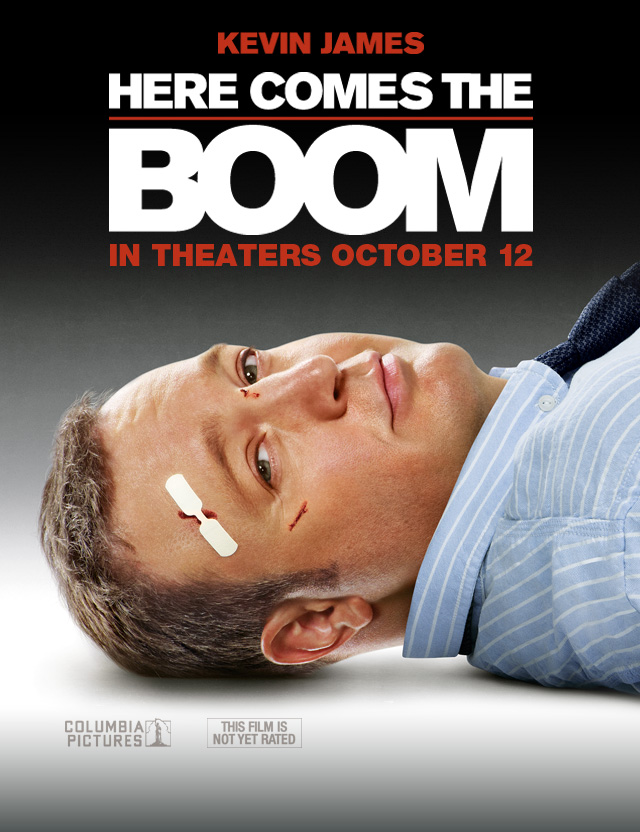 KEVIN JAMES
HERE COMES THE
BOOM
IN THEATERS OCTOBER 12
COLUMBIA
PICTURES
THIS FILM IS
NOT YET RATED